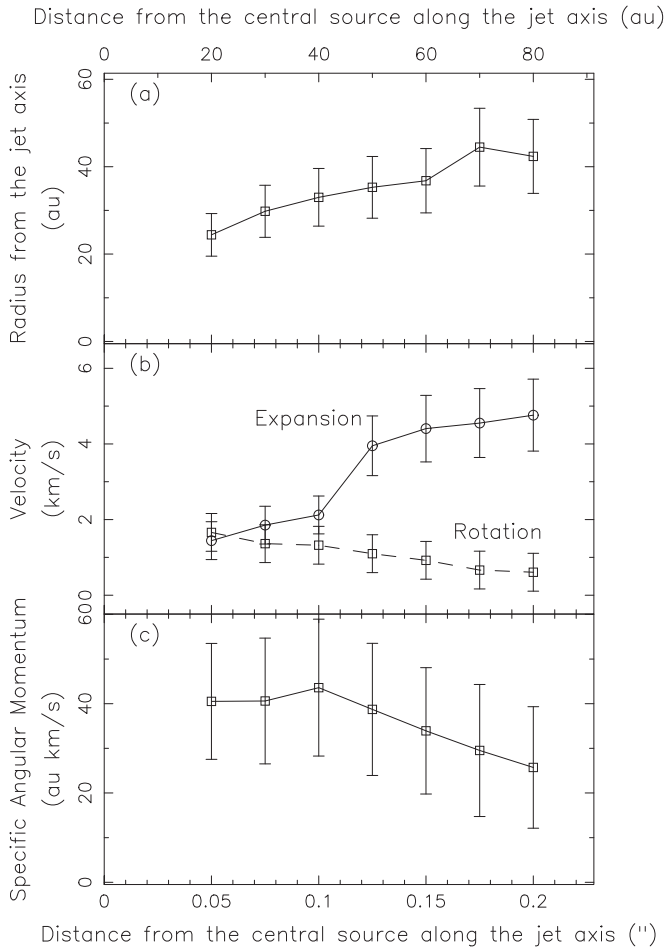 Distance from the central source along the jet axis (au)
0 20 40 60 80
(a)
Radius from the jet axis
(au)
60
40
20
0
(b)
Expansion
Rotation
Velocity
(km/s)
6
4
2
0
(c)
Specific Angular Momentum
(au km/s)
60
40
20
0
0 0.05 0.1 0.15 0.2
Distance from the central source along the jet axis ('')